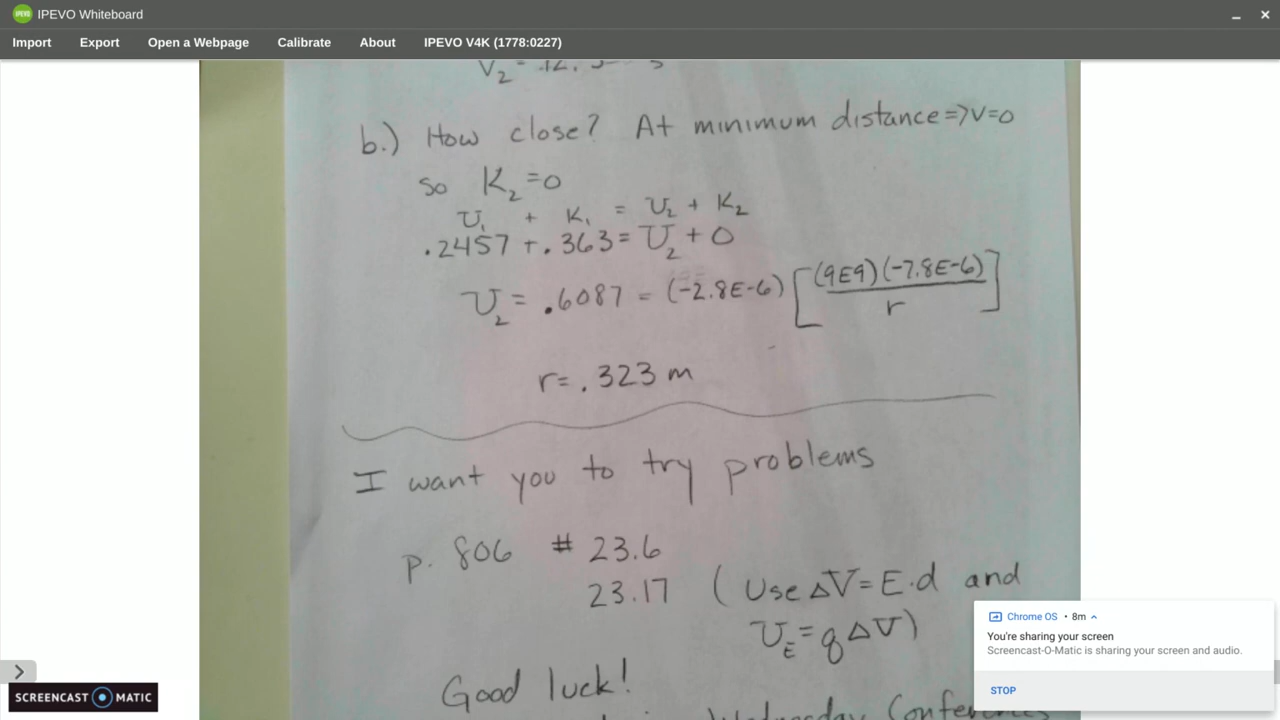 IPEVO Whiteboard
Import Export Open a Webpage Calibrate About IPEVO V4K (1778:0227)
b.) How close? At minimum distance => v=0
so K₂=0
U₁ + K₁ = U₂ + K₂
.2457 + .363 = U₂ + 0
U₂ = .6087 = (-2.8E-6) [(9E9)(-7.8E-6) / r]
r = .323 m
I want you to try problems
p. 806 # 23.6
23.17 ( Use ΔV = E·d and
U_E = qΔV)
Good luck!
Wednesday Conference
Chrome OS • 8m
You're sharing your screen
Screencast-O-Matic is sharing your screen and audio.
STOP
SCREENCAST O MATIC